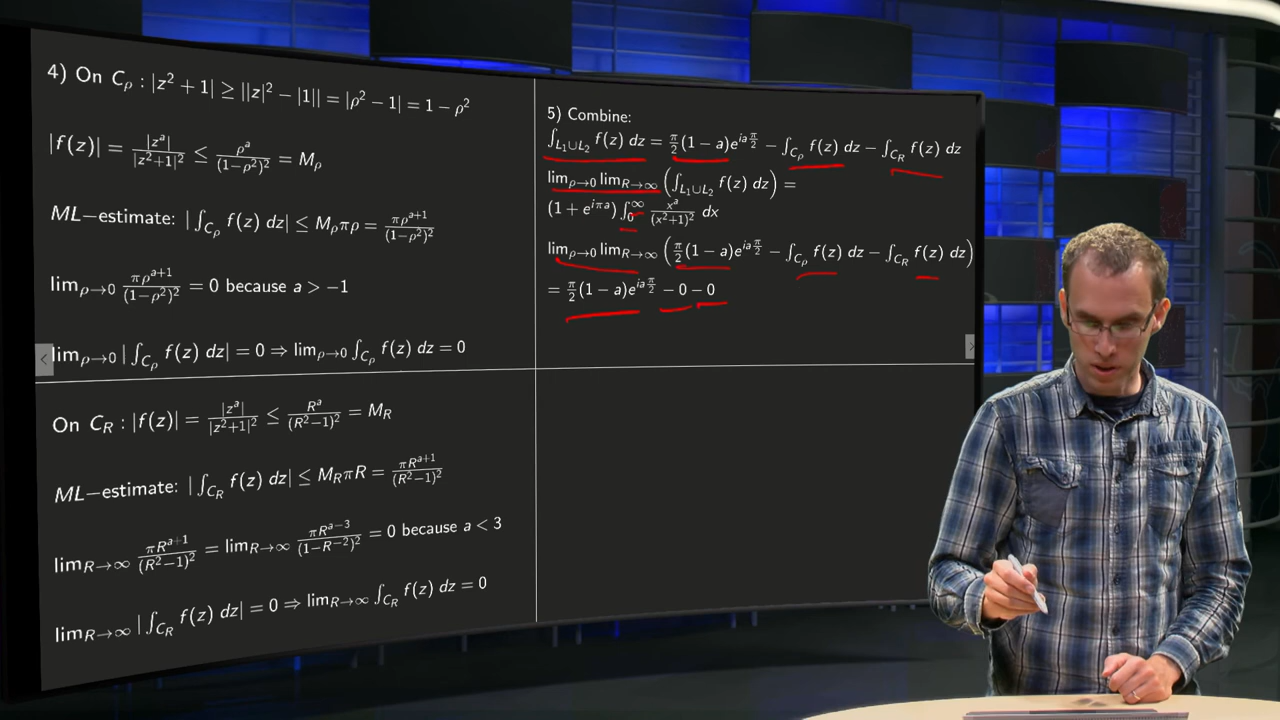 4) On C_ρ : |z² + 1| ≥ ||z|² − |1|| = |ρ² − 1| = 1 − ρ²
|f(z)| = |z^a| / |z²+1|² ≤ ρ^a / (1−ρ²)² = M_ρ
ML−estimate: | ∫_{C_ρ} f(z) dz| ≤ M_ρ πρ = πρ^{a+1} / (1−ρ²)²
lim_{ρ→0} πρ^{a+1} / (1−ρ²)² = 0 because a > −1
lim_{ρ→0} | ∫_{C_ρ} f(z) dz| = 0 ⇒ lim_{ρ→0} ∫_{C_ρ} f(z) dz = 0
On C_R : |f(z)| = |z^a| / |z²+1|² ≤ R^a / (R²−1)² = M_R
ML−estimate: | ∫_{C_R} f(z) dz| ≤ M_R πR = πR^{a+1} / (R²−1)²
lim_{R→∞} πR^{a+1} / (R²−1)² = lim_{R→∞} πR^{a−3} / (1−R^{−2})² = 0 because a < 3
lim_{R→∞} | ∫_{C_R} f(z) dz| = 0 ⇒ lim_{R→∞} ∫_{C_R} f(z) dz = 0
5) Combine:
∫_{L₁∪L₂} f(z) dz = π/2 (1 − a)e^{ia π/2} − ∫_{C_ρ} f(z) dz − ∫_{C_R} f(z) dz
lim_{ρ→0} lim_{R→∞} ( ∫_{L₁∪L₂} f(z) dz ) =
(1 + e^{iπa}) ∫_0^∞ x^a / (x²+1)² dx
lim_{ρ→0} lim_{R→∞} ( π/2 (1 − a)e^{ia π/2} − ∫_{C_ρ} f(z) dz − ∫_{C_R} f(z) dz )
= π/2 (1 − a)e^{ia π/2} − 0 − 0